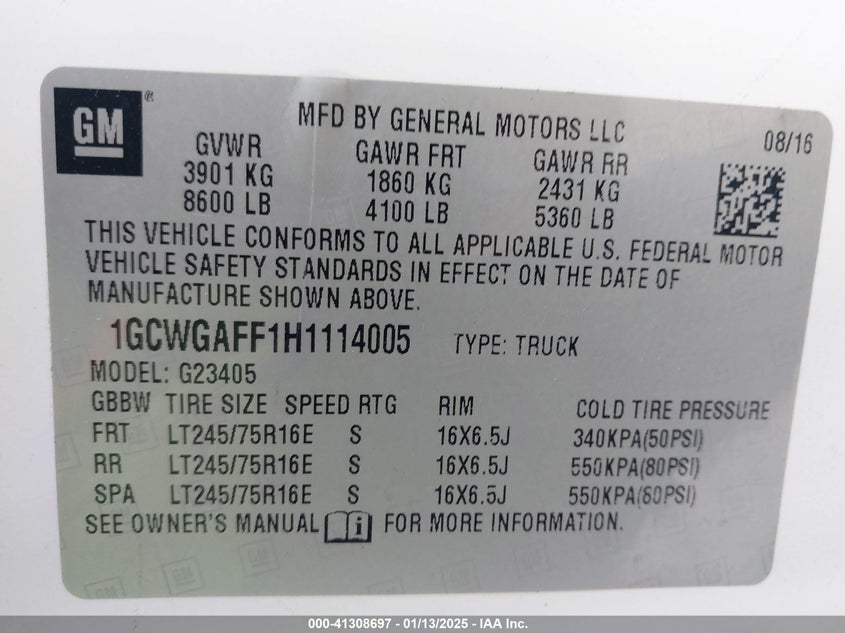 GM ®
MFD BY GENERAL MOTORS LLC
08/16
GVWR GAWR FRT GAWR RR
3901 KG 1860 KG 2431 KG
8600 LB 4100 LB 5360 LB
THIS VEHICLE CONFORMS TO ALL APPLICABLE U.S. FEDERAL MOTOR
VEHICLE SAFETY STANDARDS IN EFFECT ON THE DATE OF
MANUFACTURE SHOWN ABOVE.
1GCWGAFF1H1114005 TYPE: TRUCK
MODEL: G23405
GBBW TIRE SIZE SPEED RTG RIM COLD TIRE PRESSURE
FRT LT245/75R16E S 16X6.5J 340KPA(50PSI)
RR LT245/75R16E S 16X6.5J 550KPA(80PSI)
SPA LT245/75R16E S 16X6.5J 550KPA(60PSI)
SEE OWNER'S MANUAL FOR MORE INFORMATION.
000-41308697 - 01/13/2025 - IAA Inc.